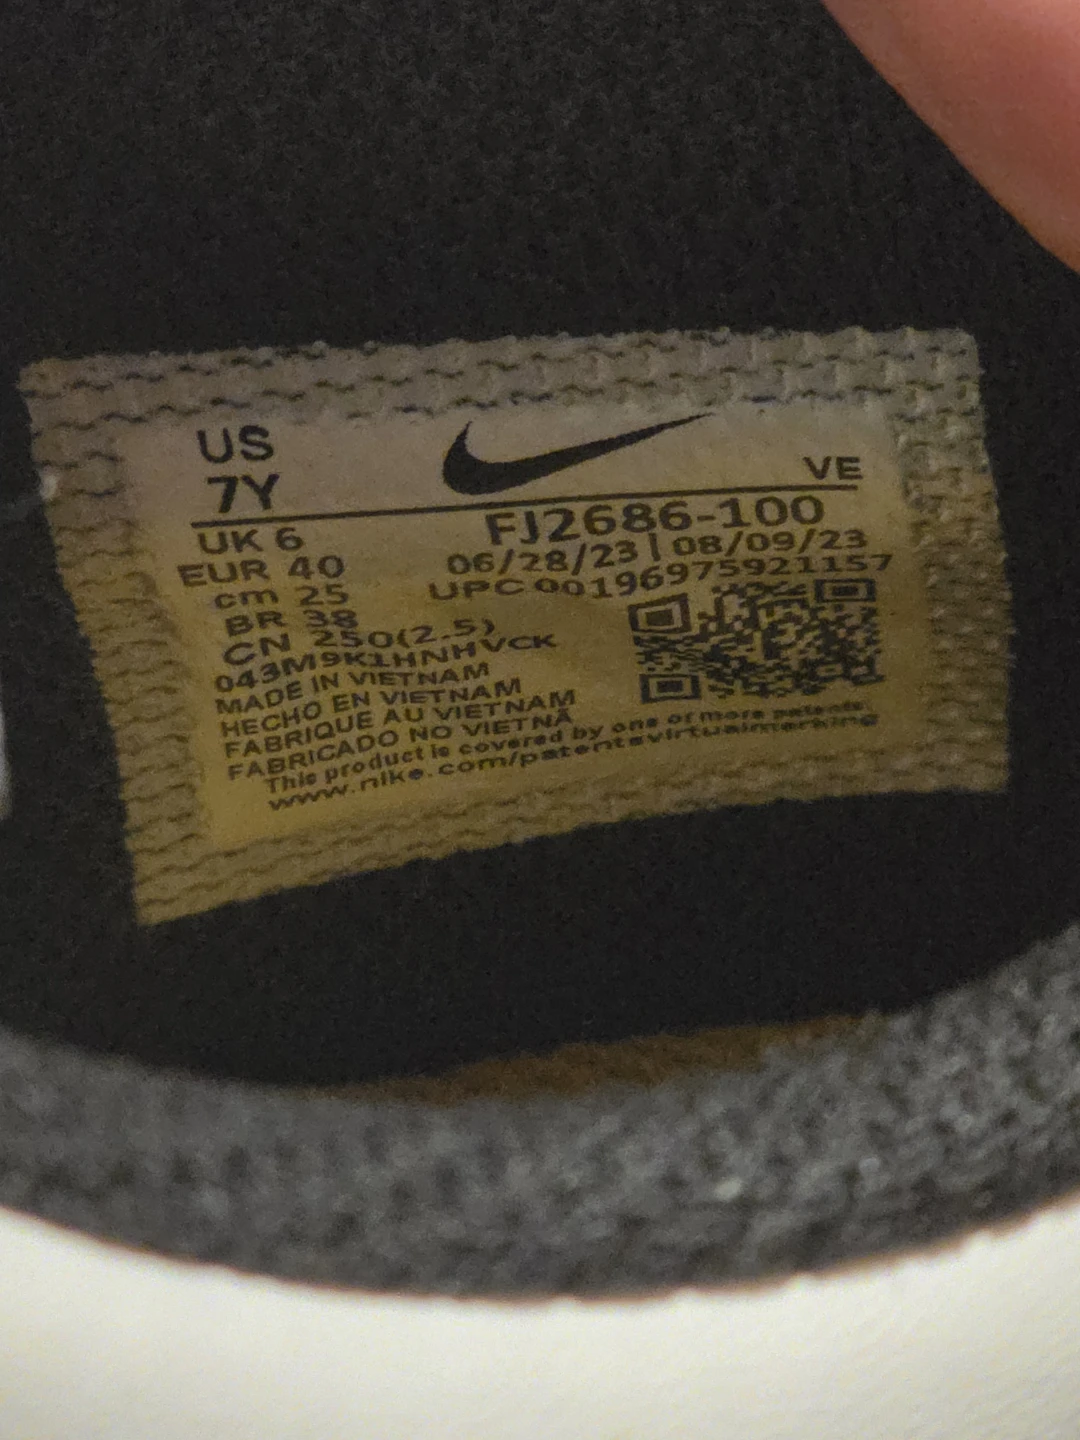 US
7Y
VE
UK 6
FJ2686-100
EUR 40
06/28/23 | 08/09/23
cm 25
UPC 00196975921157
BR 38
CN 250(2.5)
043M9K1HNHVCK
MADE IN VIETNAM
HECHO EN VIETNAM
FABRIQUE AU VIETNAM
FABRICADO NO VIETNÃ
This product is covered by one or more patents.
www.nike.com/patentsvirtualmarking